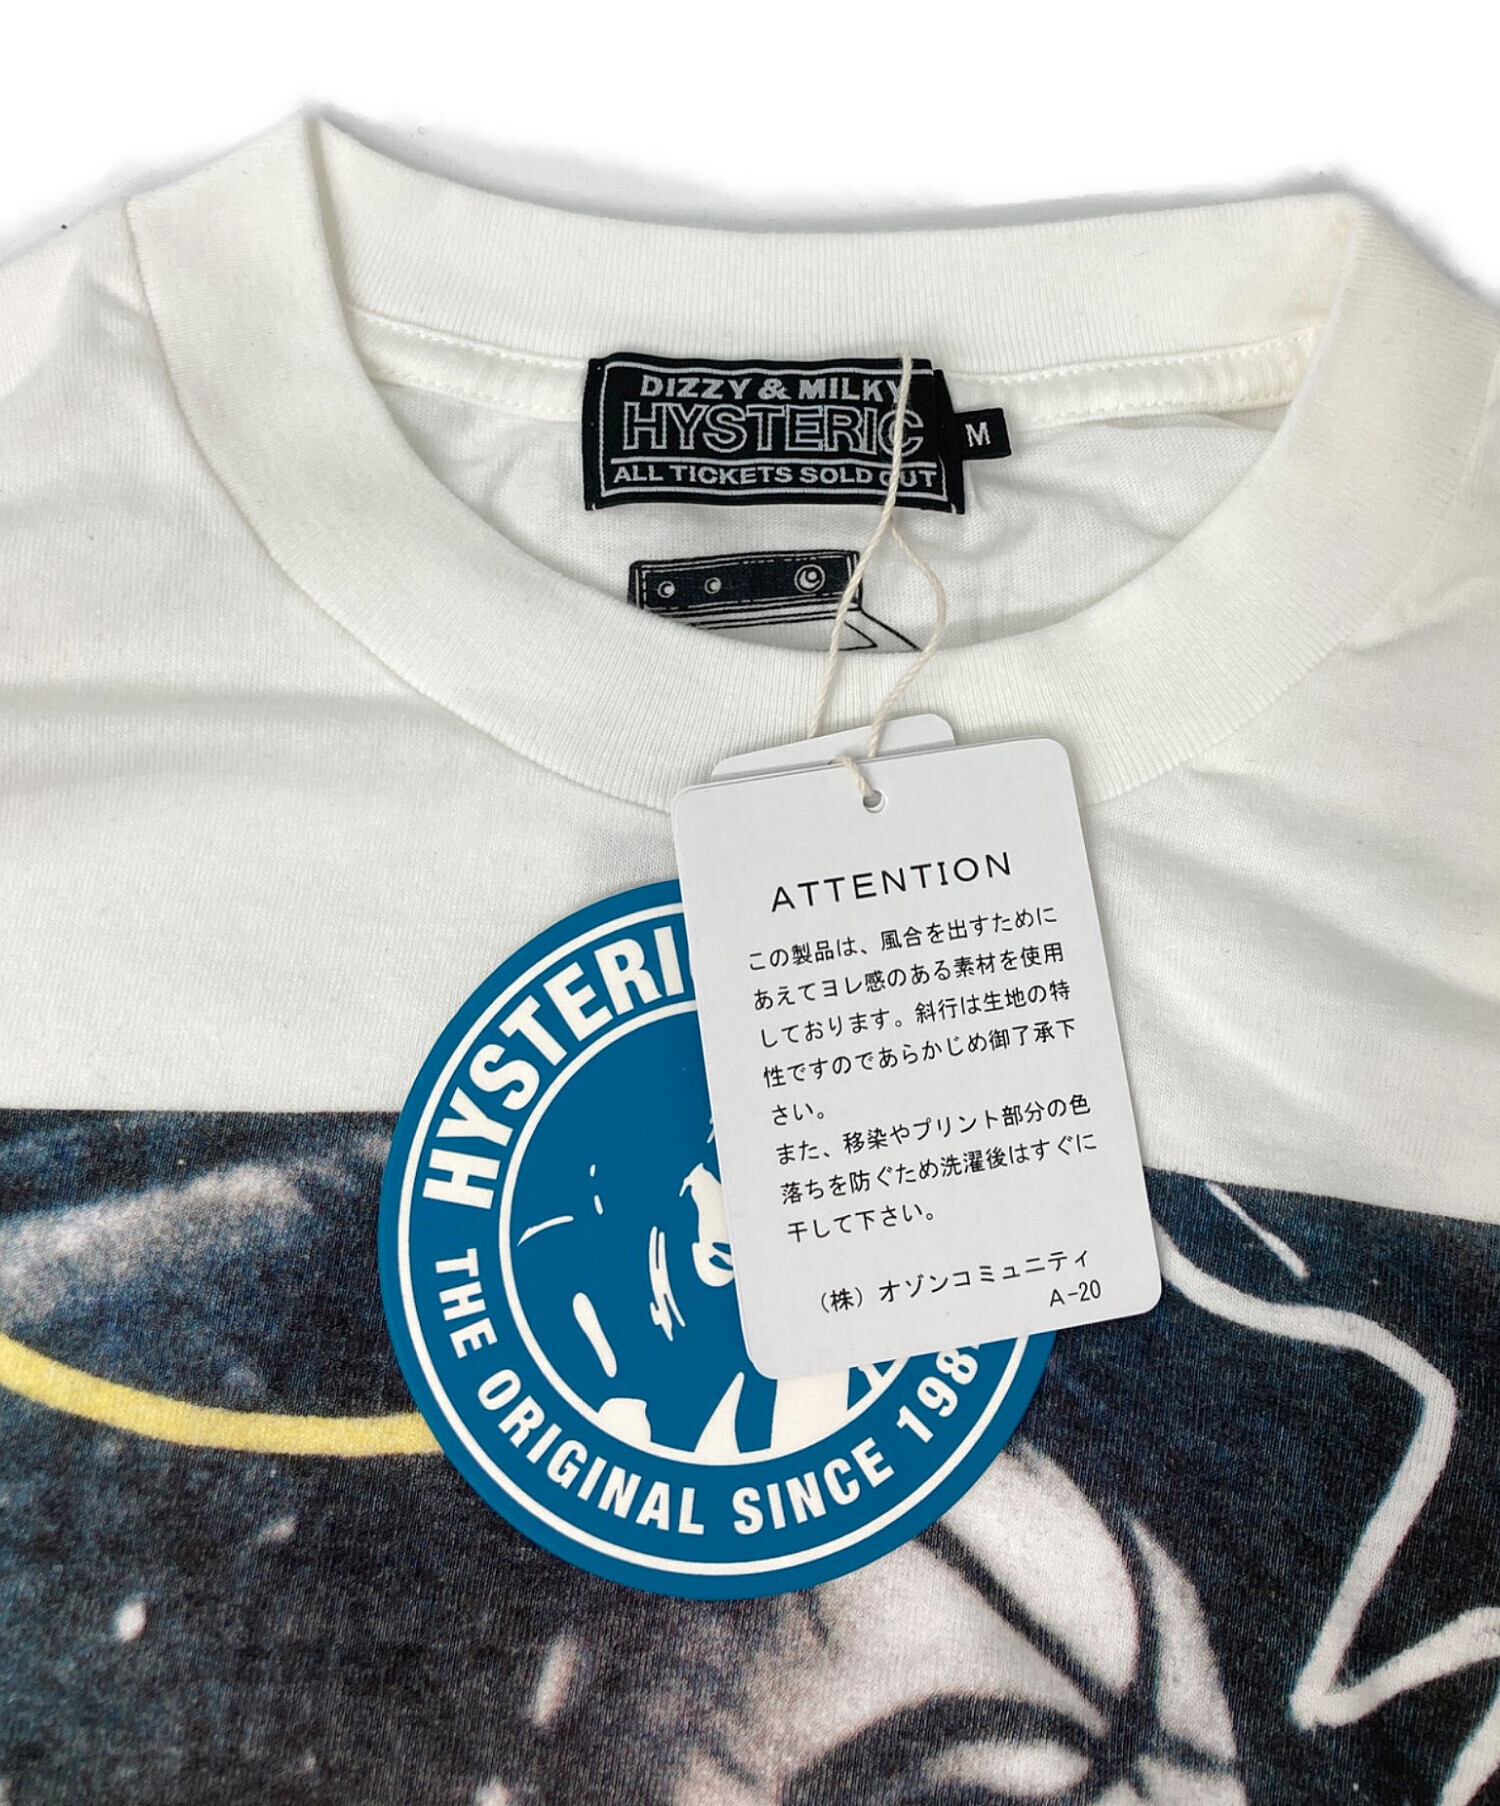 DIZZY & MILKY
HYSTERIC
ALL TICKETS SOLD OUT
M
ATTENTION
この製品は、風合を出すために
あえてヨレ感のある素材を使用
しております。斜行は生地の特
性ですのであらかじめ御了承下
さい。
また、移染やプリント部分の色
落ちを防ぐため洗濯後はすぐに
干して下さい。
(株) オゾンコミュニティ
A-20
HYSTERIC
THE ORIGINAL SINCE 198